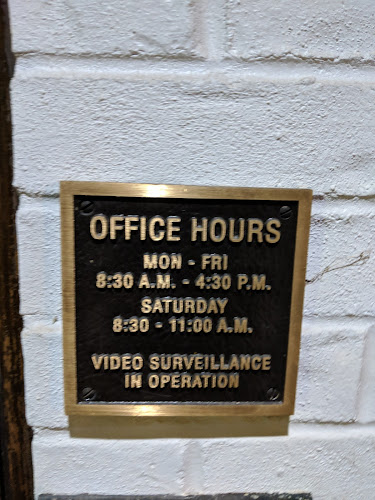 OFFICE HOURS
MON - FRI
8:30 A.M. - 4:30 P.M.
SATURDAY
8:30 - 11:00 A.M.
VIDEO SURVEILLANCE
IN OPERATION